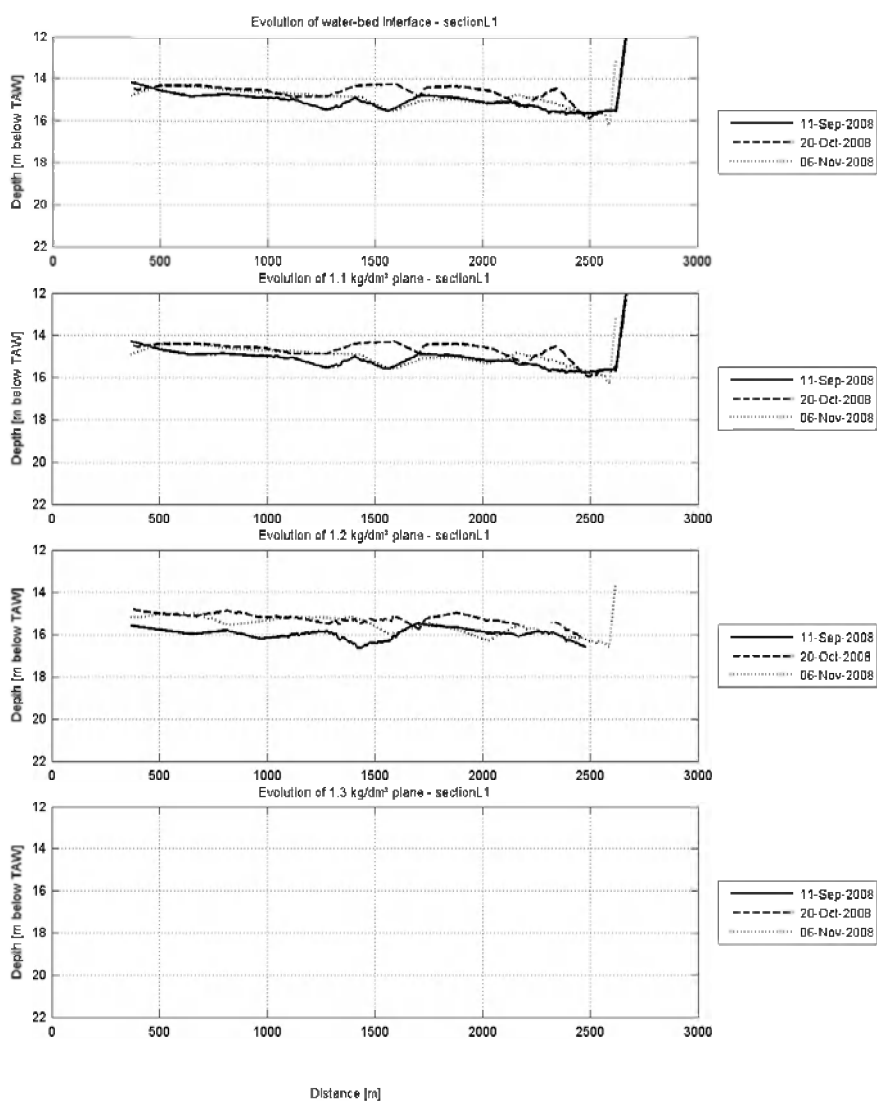 Evolution of water-bed Interface - sectionL1
12
14
16
18
20
22
Depth [m below TAW]
0 500 1000 1500 2000 2500 3000
11-Sep-2008
20-Oct-2008
06-Nov-2008
Evolution of 1.1 kg/dm³ plane - sectionL1
12
14
16
18
20
22
Depth [m below TAW]
0 500 1000 1500 2000 2500 3000
11-Sep-2008
20-Oct-2008
06-Nov-2008
Evolution of 1.2 kg/dm³ plane - sectionL1
12
14
16
18
20
22
Depth [m below TAW]
0 500 1000 1500 2000 2500 3000
11-Sep-2008
20-Oct-2008
06-Nov-2008
Evolution of 1.3 kg/dm³ plane - sectionL1
12
14
16
18
20
22
Depth [m below TAW]
0 500 1000 1500 2000 2500 3000
11-Sep-2008
20-Oct-2008
06-Nov-2008
Distance [m]